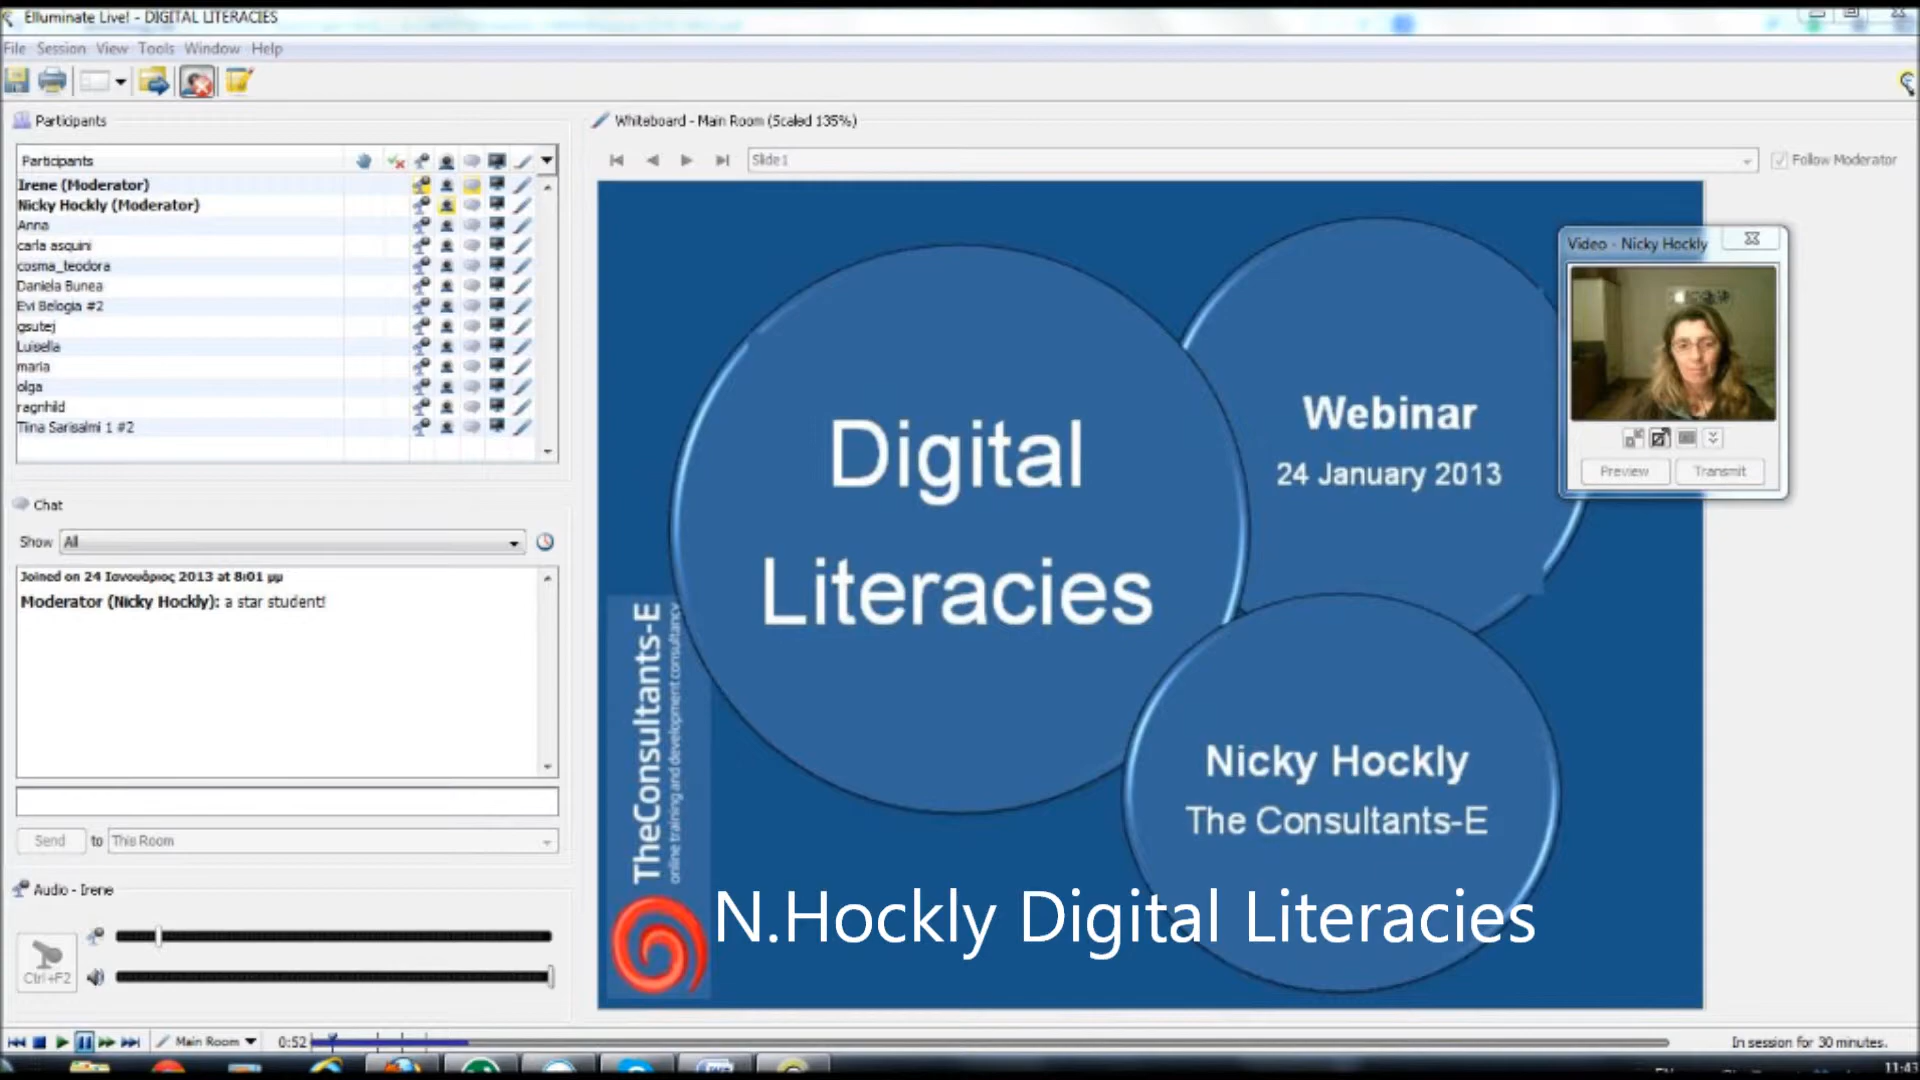 Elluminate Live! - DIGITAL LITERACIES
File Session View Tools Window Help
Participants
Participants
Irene (Moderator)
Nicky Hockly (Moderator)
Anna
carla asquini
cosma_teodora
Daniela Bunea
Evi Belogia #2
gsutej
Luisella
maria
olga
ragnhild
Tiina Sarisalmi 1 #2
Chat
Show All
Joined on 24 Ιανουάριος 2013 at 8:01 μμ
Moderator (Nicky Hockly): a star student!
Send to This Room
Audio - Irene
Ctrl+F2
Whiteboard - Main Room (Scaled 135%)
Slide1
Follow Moderator
Digital
Literacies
Webinar
24 January 2013
Video - Nicky Hockly
Preview Transmit
Nicky Hockly
The Consultants-E
TheConsultants-E
online training and development consultancy
N.Hockly Digital Literacies
Main Room 0:52
In session for 30 minutes.
11:43